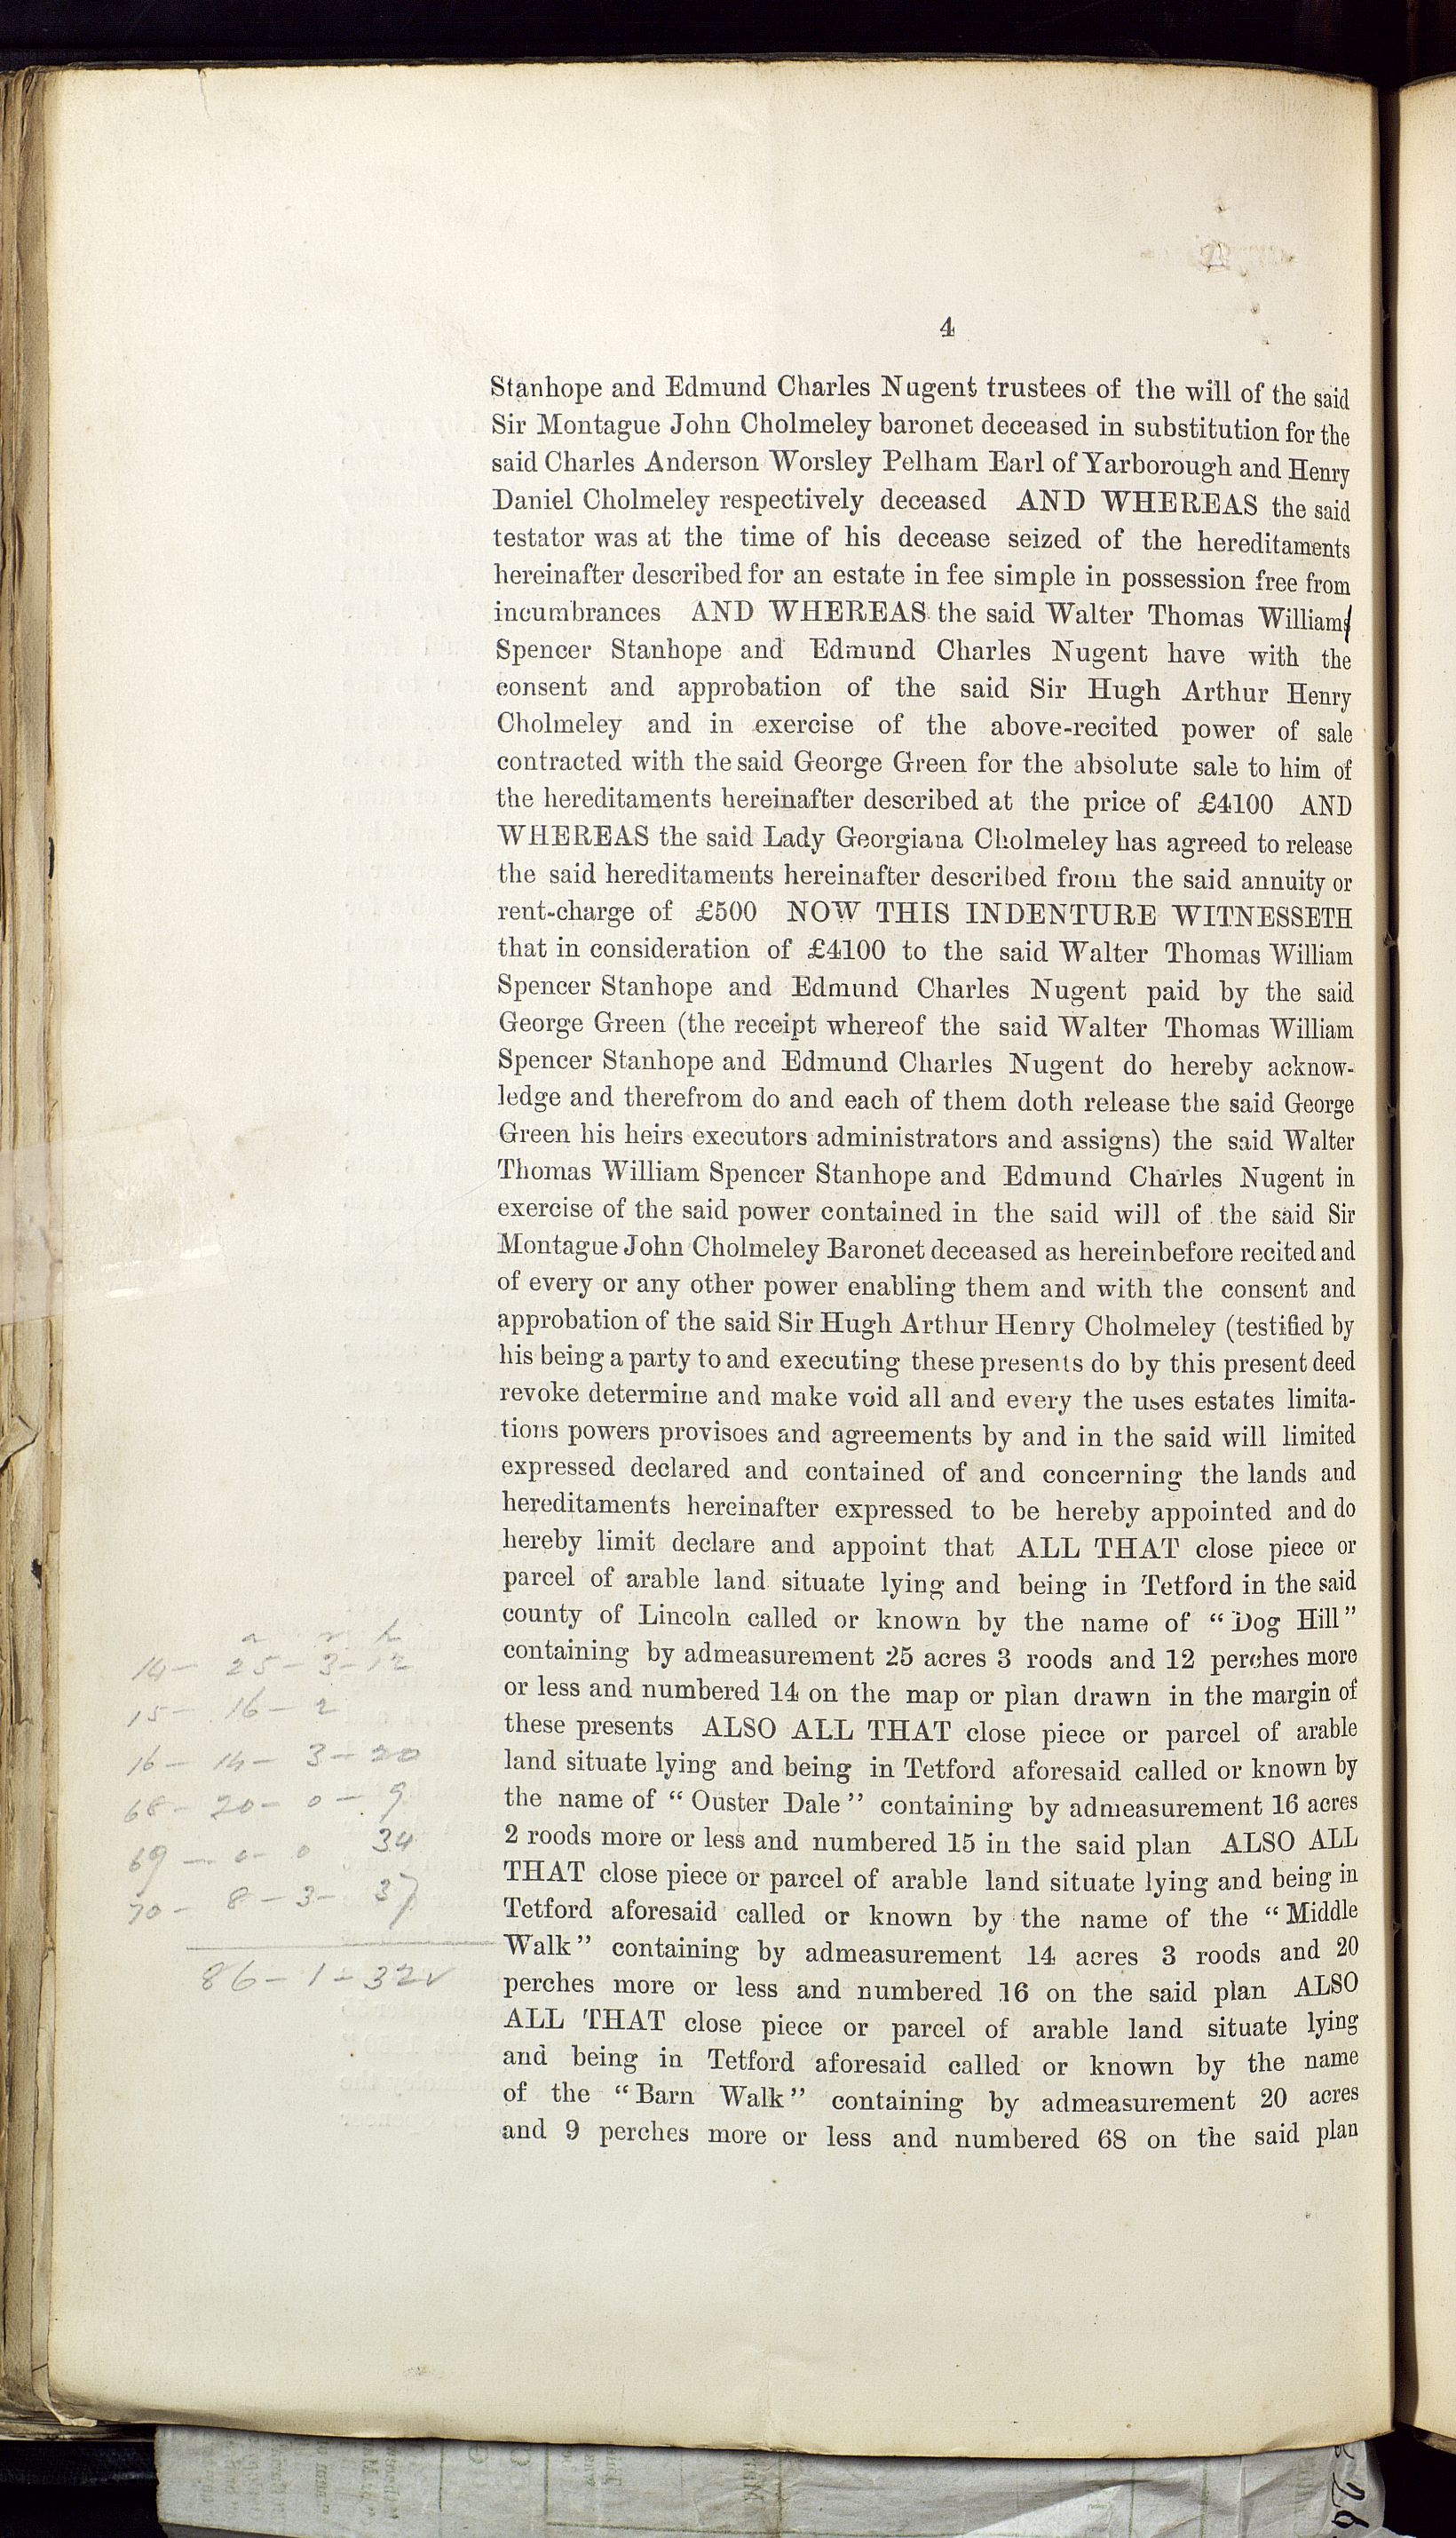 4
Stanhope and Edmund Charles Nugent trustees of the will of the said
Sir Montague John Cholmeley baronet deceased in substitution for the
said Charles Anderson Worsley Pelham Earl of Yarborough and Henry
Daniel Cholmeley respectively deceased AND WHEREAS the said
testator was at the time of his decease seized of the hereditaments
hereinafter described for an estate in fee simple in possession free from
incumbrances AND WHEREAS the said Walter Thomas William
Spencer Stanhope and Edmund Charles Nugent have with the
consent and approbation of the said Sir Hugh Arthur Henry
Cholmeley and in exercise of the above-recited power of sale
contracted with the said George Green for the absolute sale to him of
the hereditaments hereinafter described at the price of £4100 AND
WHEREAS the said Lady Georgiana Cholmeley has agreed to release
the said hereditaments hereinafter described from the said annuity or
rent-charge of £500 NOW THIS INDENTURE WITNESSETH
that in consideration of £4100 to the said Walter Thomas William
Spencer Stanhope and Edmund Charles Nugent paid by the said
George Green (the receipt whereof the said Walter Thomas William
Spencer Stanhope and Edmund Charles Nugent do hereby acknow-
ledge and therefrom do and each of them doth release the said George
Green his heirs executors administrators and assigns) the said Walter
Thomas William Spencer Stanhope and Edmund Charles Nugent in
exercise of the said power contained in the said will of the said Sir
Montague John Cholmeley Baronet deceased as hereinbefore recited and
of every or any other power enabling them and with the consent and
approbation of the said Sir Hugh Arthur Henry Cholmeley (testified by
his being a party to and executing these presents do by this present deed
revoke determine and make void all and every the uses estates limita-
tions powers provisoes and agreements by and in the said will limited
expressed declared and contained of and concerning the lands and
hereditaments hereinafter expressed to be hereby appointed and do
hereby limit declare and appoint that ALL THAT close piece or
parcel of arable land situate lying and being in Tetford in the said
county of Lincoln called or known by the name of "Dog Hill"
containing by admeasurement 25 acres 3 roods and 12 perches more
or less and numbered 14 on the map or plan drawn in the margin of
these presents ALSO ALL THAT close piece or parcel of arable
land situate lying and being in Tetford aforesaid called or known by
the name of "Ouster Dale" containing by admeasurement 16 acres
2 roods more or less and numbered 15 in the said plan ALSO ALL
THAT close piece or parcel of arable land situate lying and being in
Tetford aforesaid called or known by the name of the "Middle
Walk" containing by admeasurement 14 acres 3 roods and 20
perches more or less and numbered 16 on the said plan ALSO
ALL THAT close piece or parcel of arable land situate lying
and being in Tetford aforesaid called or known by the name
of the "Barn Walk" containing by admeasurement 20 acres
and 9 perches more or less and numbered 68 on the said plan
a r p
14 - 25 - 3 - 12
15 - 16 - 2
16 - 14 - 3 - 20
68 - 20 - 0 - 9
69 - 0 - 0 34
70 - 8 - 3 - 37
86 - 1 - 32 ✓